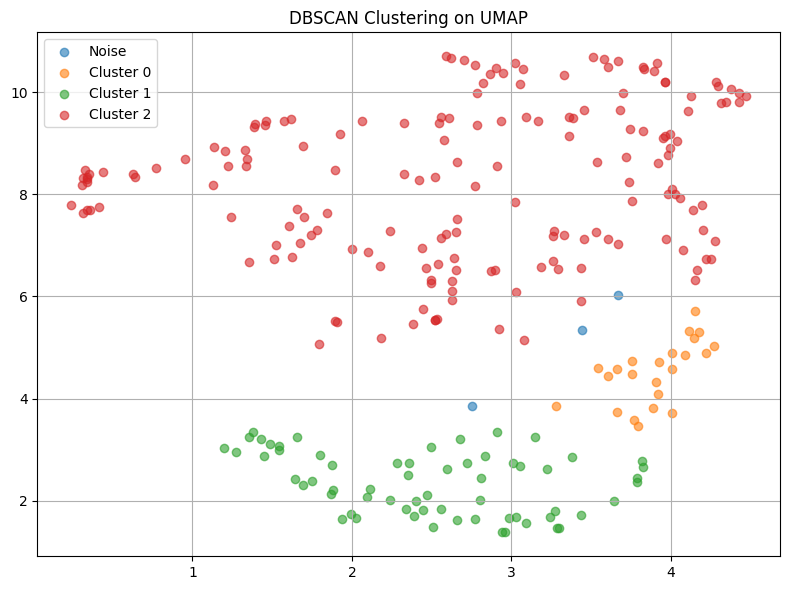 DBSCAN Clustering on UMAP
Noise
Cluster 0
Cluster 1
Cluster 2
10
8
6
4
2
1 2 3 4